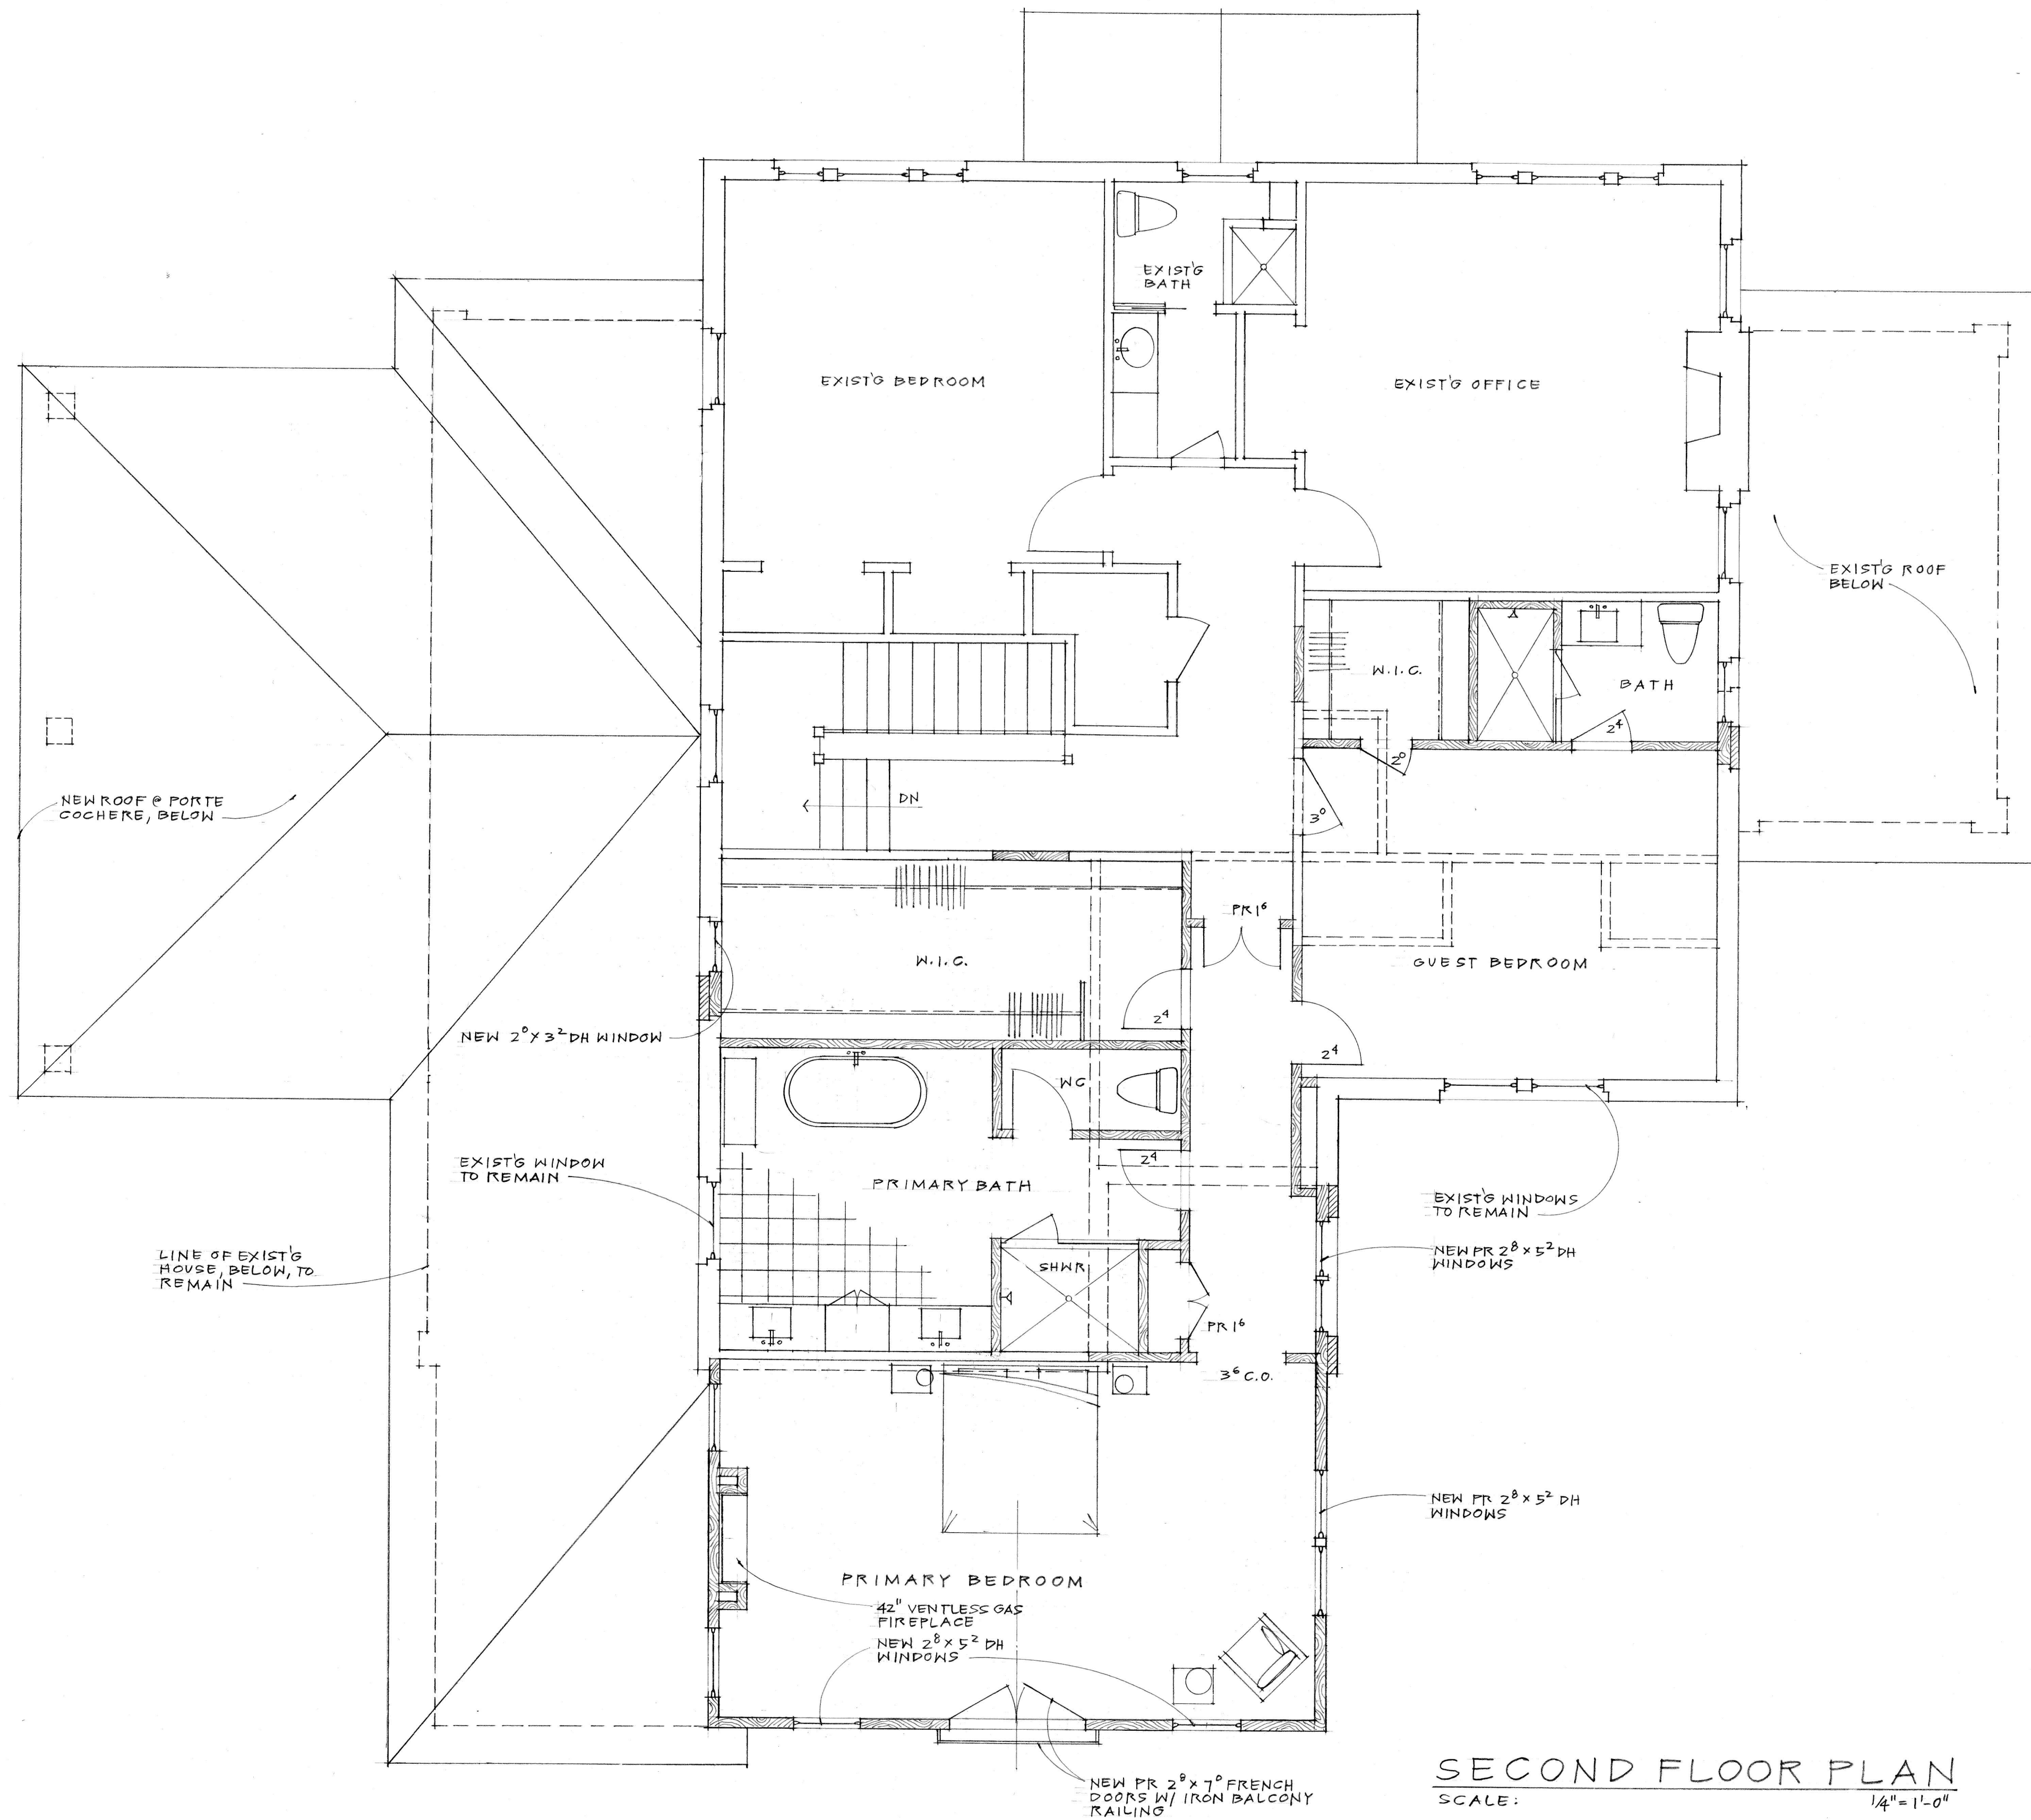 EXIST'G
BATH
EXIST'G BEDROOM
EXIST'G OFFICE
EXIST'G ROOF
BELOW
W.I.C.
BATH
2⁴
2⁰
3⁰
NEW ROOF @ PORTE
COCHERE, BELOW
DN
PR 1⁶
W.I.C.
GUEST BEDROOM
2⁴
NEW 2⁰ X 3² DH WINDOW
2⁴
WC
EXIST'G WINDOW
TO REMAIN
2⁴
PRIMARY BATH
EXIST'G WINDOWS
TO REMAIN
LINE OF EXIST'G
HOUSE, BELOW, TO
REMAIN
SHWR
NEW PR 2⁸ X 5² DH
WINDOWS
PR 1⁶
3⁶ C.O.
NEW PR 2⁸ X 5² DH
WINDOWS
PRIMARY BEDROOM
42" VENTLESS GAS
FIREPLACE
NEW 2⁸ X 5² DH
WINDOWS
NEW PR 2⁸ X 7⁰ FRENCH
DOORS W/ IRON BALCONY
RAILING
SECOND FLOOR PLAN
SCALE: 1/4" = 1'-0"